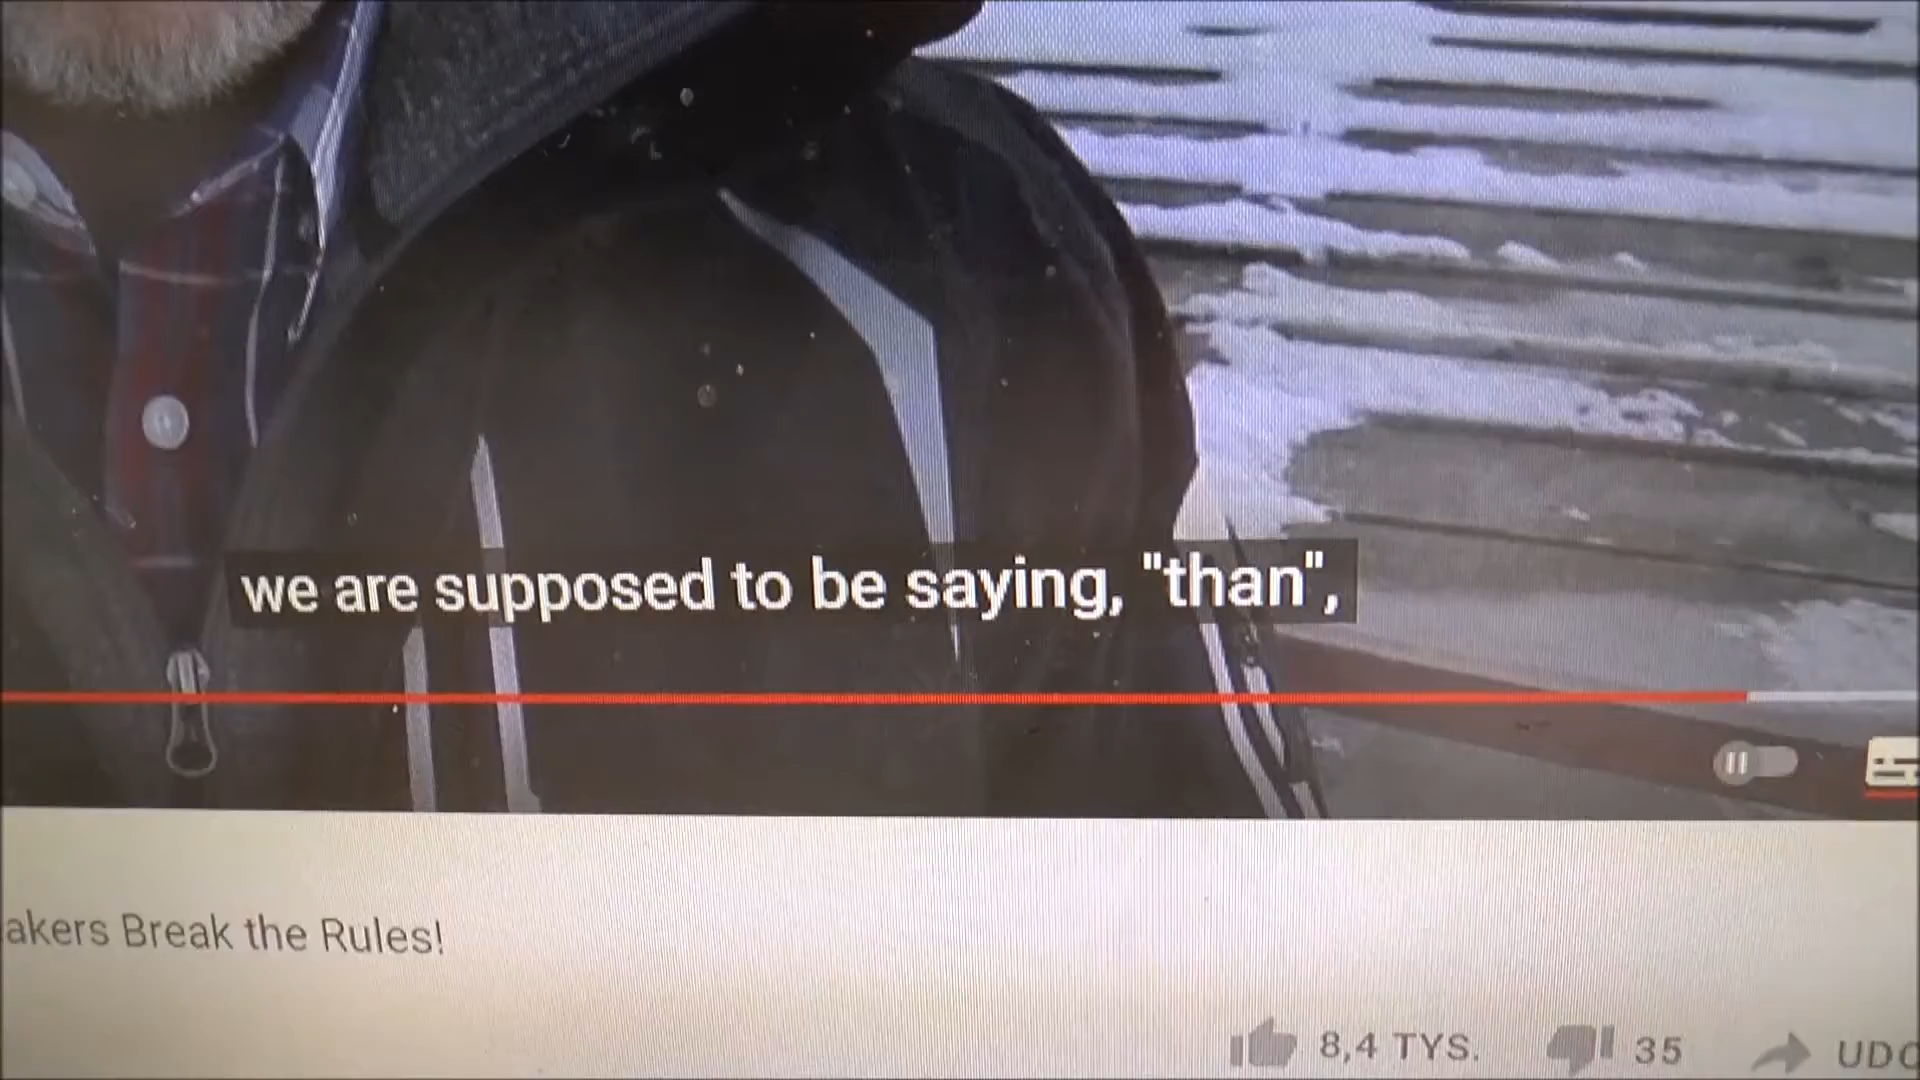 we are supposed to be saying, "than",
akers Break the Rules!
8,4 TYS. 35 UDO